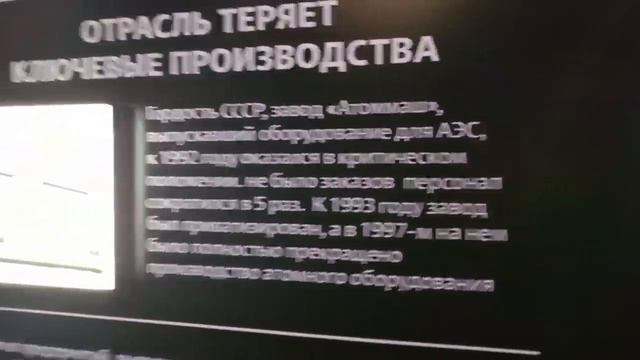 ОТРАСЛЬ ТЕРЯЕТ
КЛЮЧЕВЫЕ ПРОИЗВОДСТВА
Гордость СССР, завод «Атоммаш»,
выпускавший оборудование для АЭС,
к 1992 году оказался в критическом
положении. не было заказов персонал
сократился в 5 раз. К 1993 году завод
был приватизирован, а в 1997-м на нем
было полностью прекращено
производство атомного оборудования